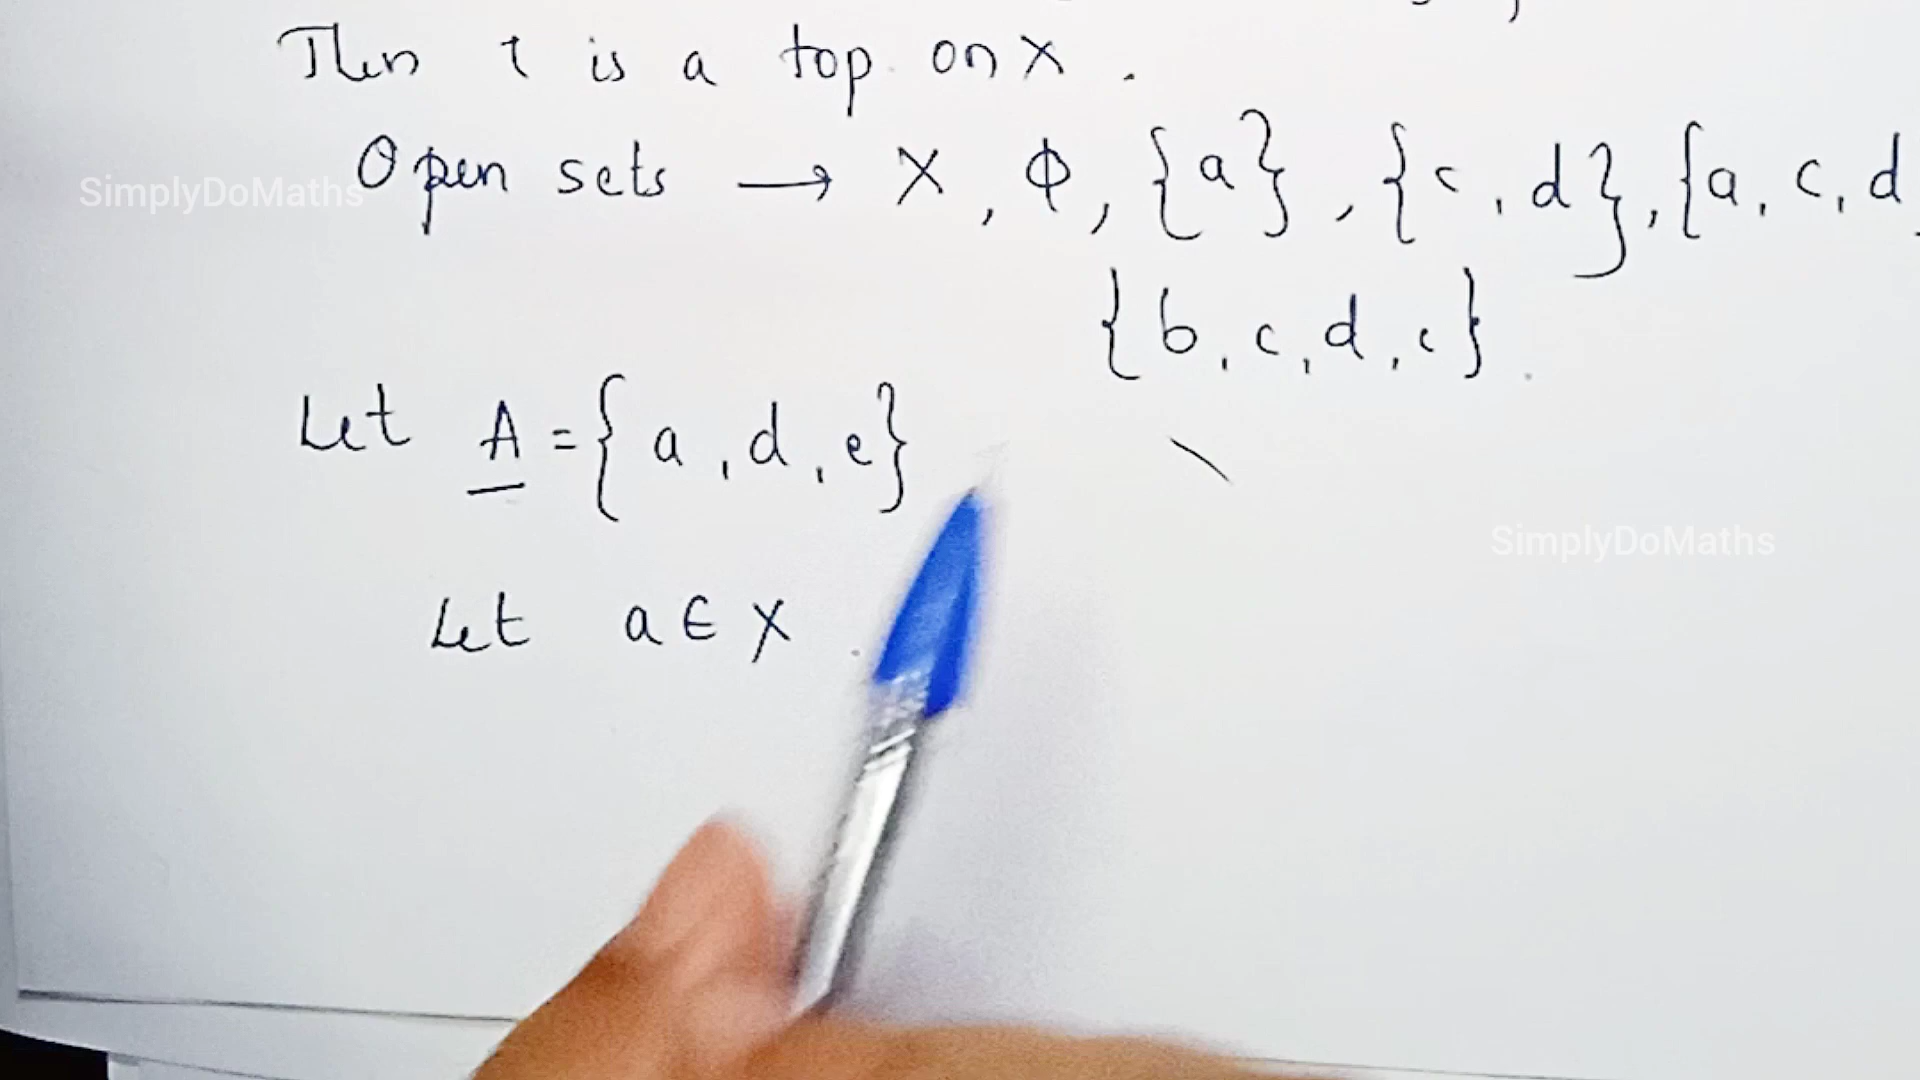 Then τ is a top. on X.
Open sets → X, Φ, {a}, {c, d}, {a, c, d
{b, c, d, e}.
Let A = {a, d, e}
Let a ∈ X
SimplyDoMaths
SimplyDoMaths